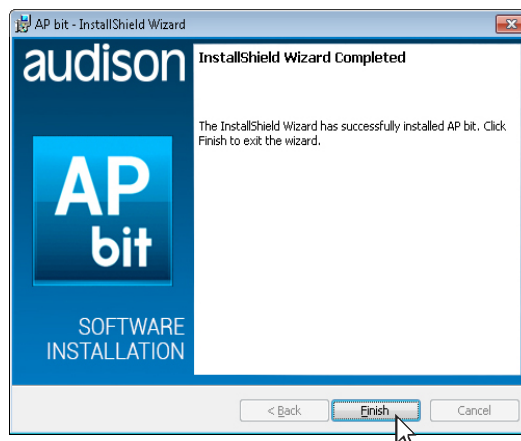 AP bit - InstallShield Wizard
audison
InstallShield Wizard Completed
The InstallShield Wizard has successfully installed AP bit. Click
Finish to exit the wizard.
AP
bit
SOFTWARE
INSTALLATION
< Back
Finish
Cancel